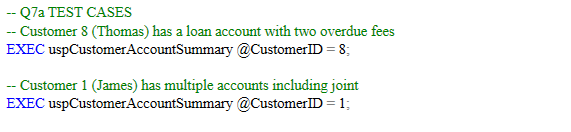 -- Q7a TEST CASES
-- Customer 8 (Thomas) has a loan account with two overdue fees
EXEC uspCustomerAccountSummary @CustomerID = 8;
-- Customer 1 (James) has multiple accounts including joint
EXEC uspCustomerAccountSummary @CustomerID = 1;